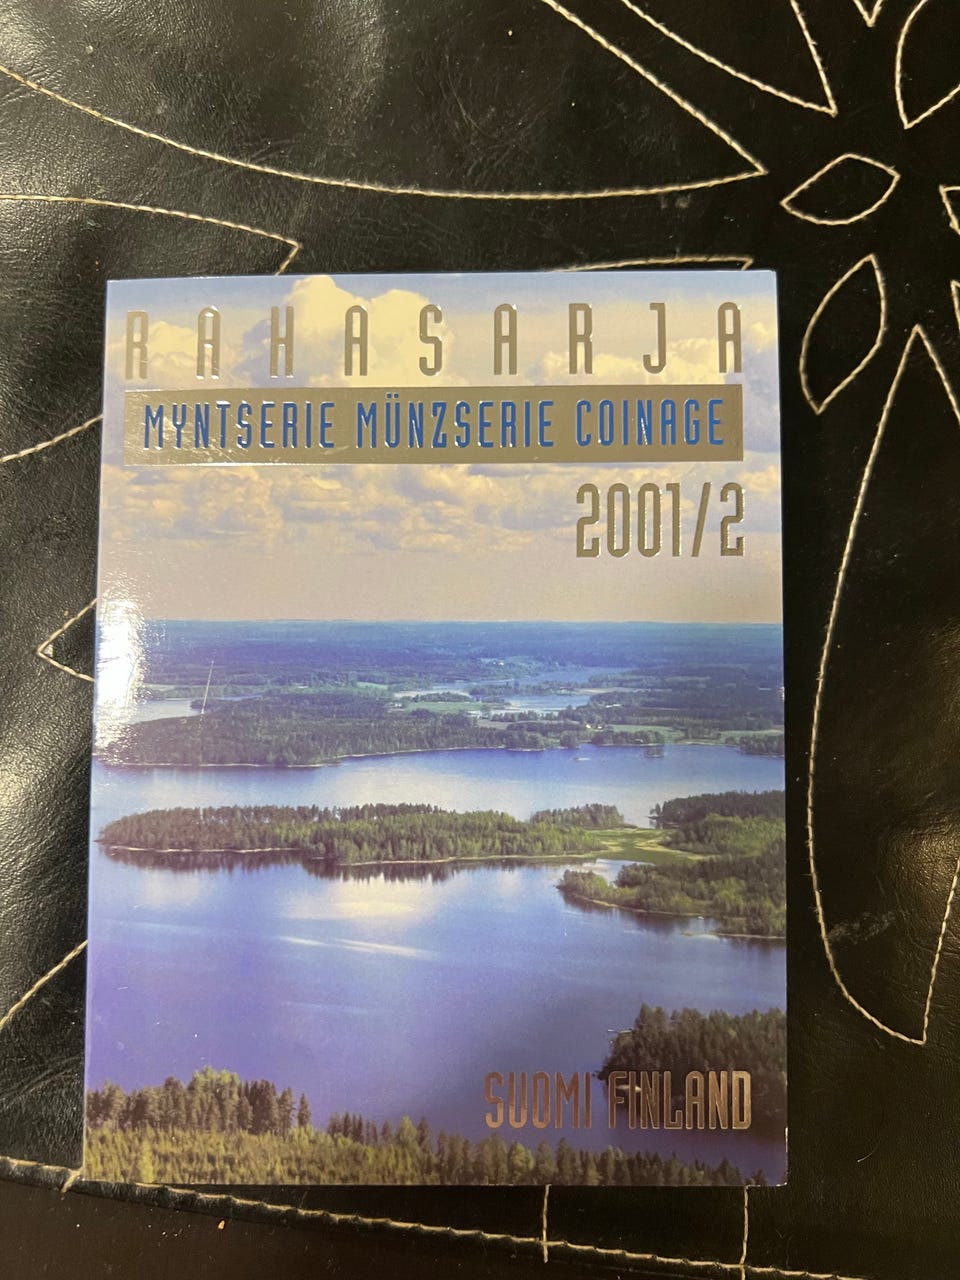 RAHASARJA
MYNTSERIE MÜNZSERIE COINAGE
2001/2
SUOMI FINLAND